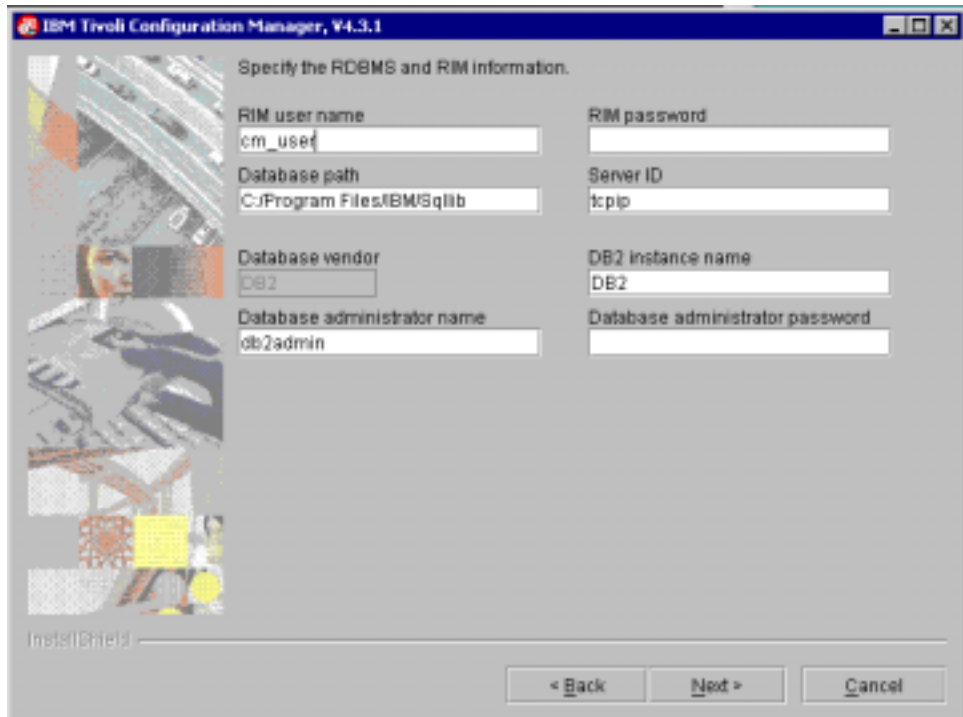 IBM Tivoli Configuration Manager, V4.3.1
Specify the RDBMS and RIM information.
RIM user name
RIM password
cm_user
Database path
Server ID
C:/Program Files/IBM/Sqllib
tcpip
Database vendor
DB2 instance name
DB2
DB2
Database administrator name
Database administrator password
db2admin
InstallShield
< Back
Next >
Cancel